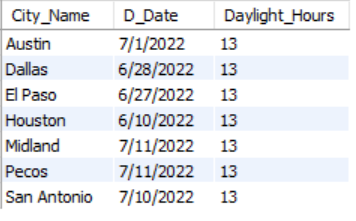 City_Name D_Date Daylight_Hours
Austin 7/1/2022 13
Dallas 6/28/2022 13
El Paso 6/27/2022 13
Houston 6/10/2022 13
Midland 7/11/2022 13
Pecos 7/11/2022 13
San Antonio 7/10/2022 13